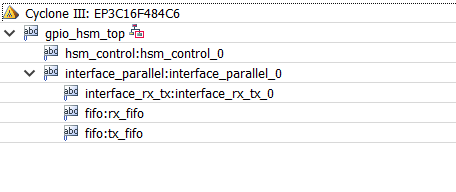 Cyclone III: EP3C16F484C6
gpio_hsm_top
hsm_control:hsm_control_0
interface_parallel:interface_parallel_0
interface_rx_tx:interface_rx_tx_0
fifo:rx_fifo
fifo:tx_fifo